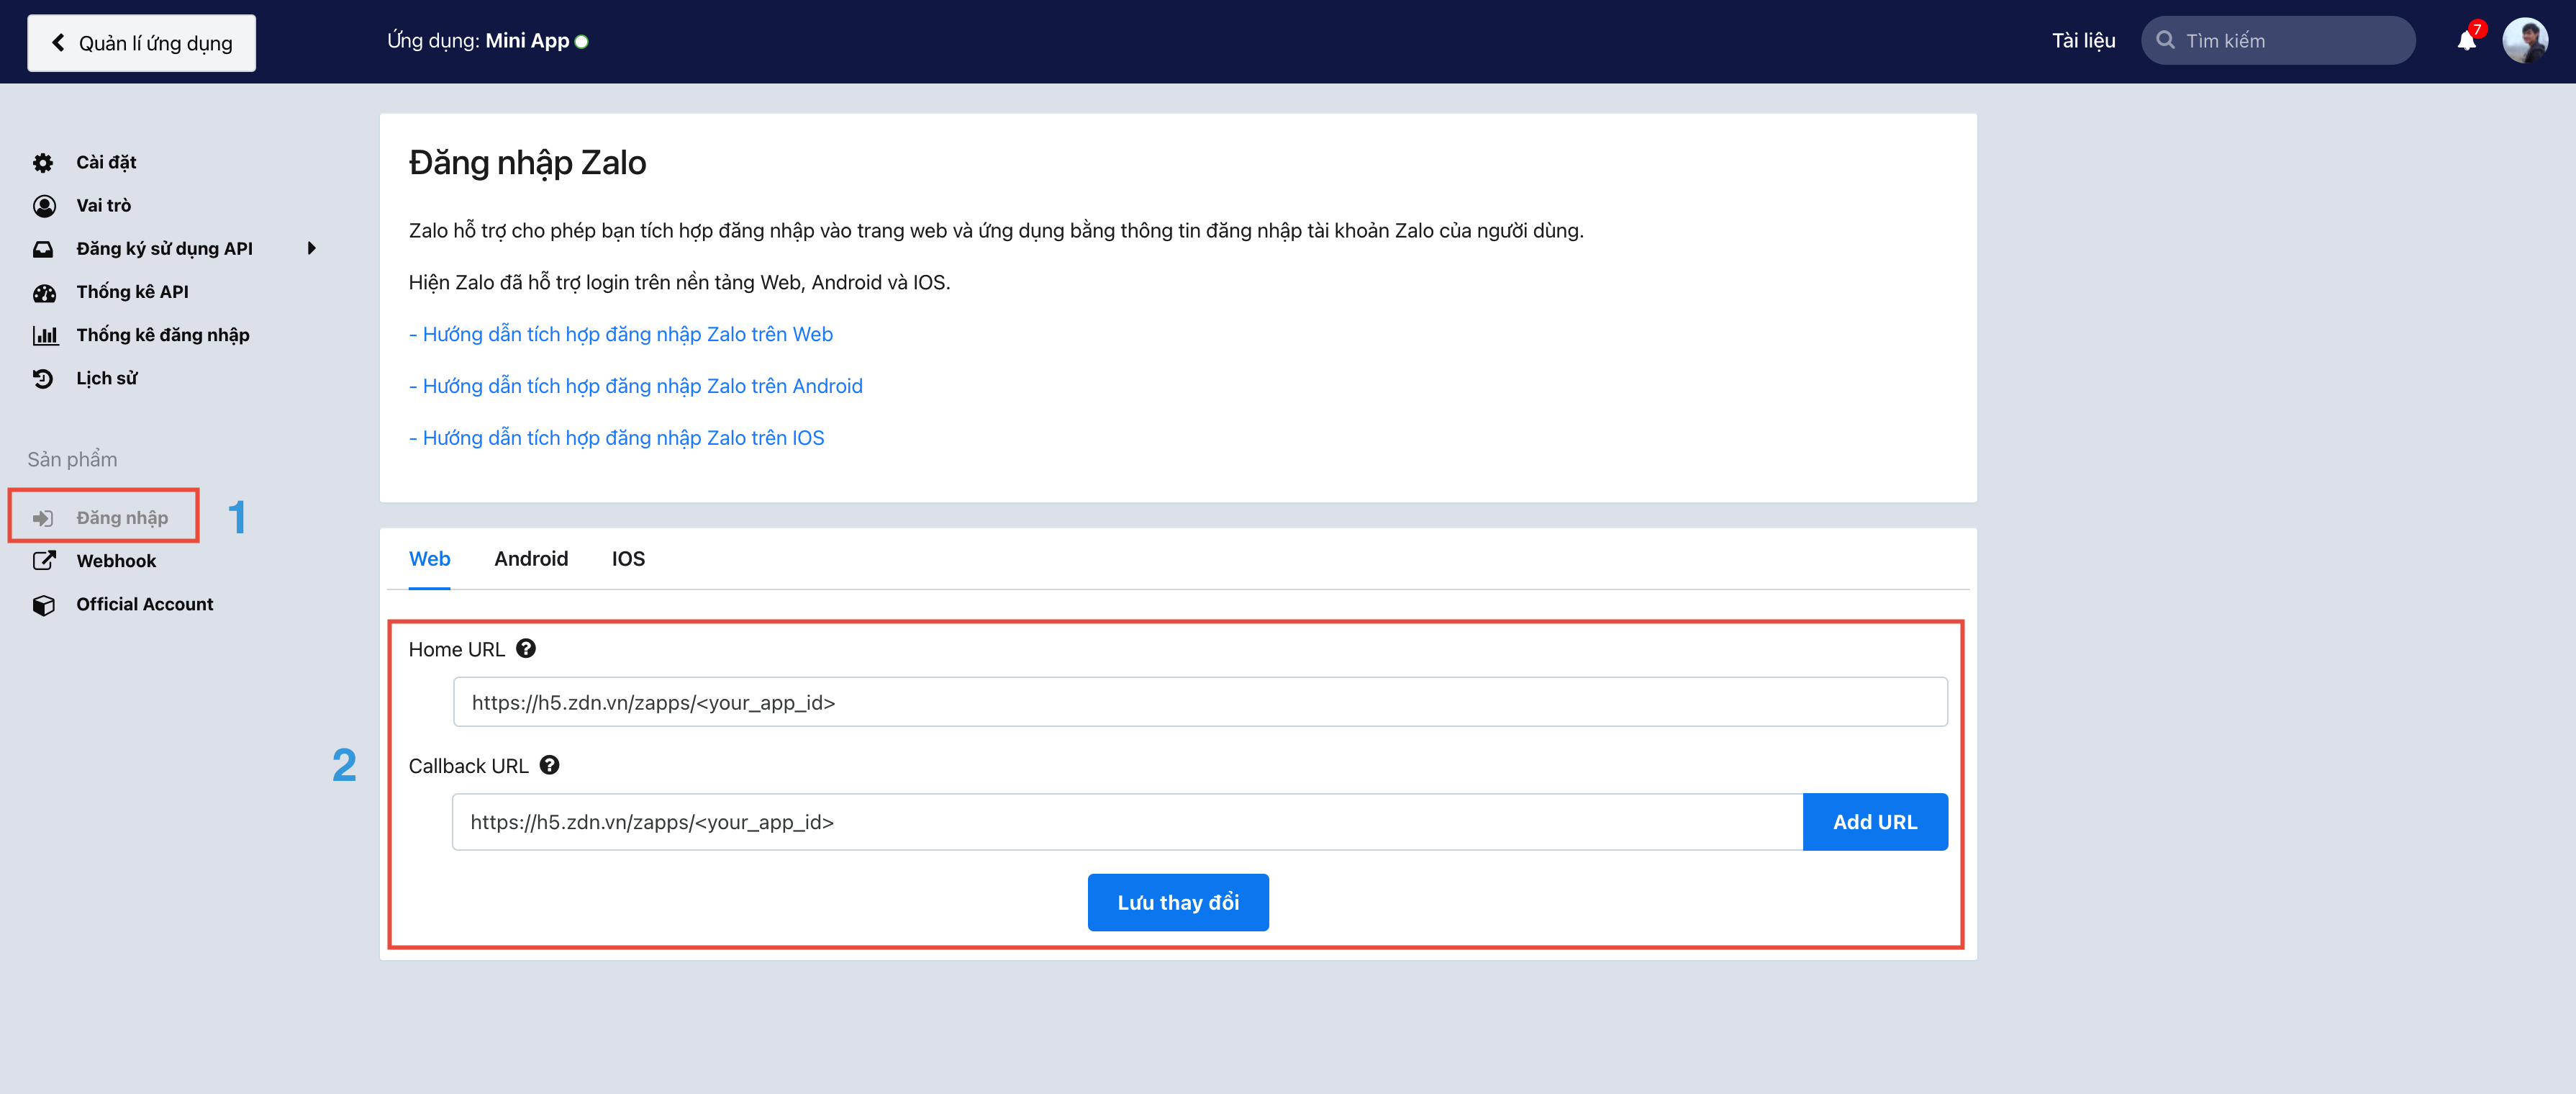 Quản lí ứng dụng
Ứng dụng: Mini App
Tài liệu
Tìm kiếm
7
Cài đặt
Vai trò
Đăng ký sử dụng API
Thống kê API
Thống kê đăng nhập
Lịch sử
Sản phẩm
Đăng nhập
1
Webhook
Official Account
Đăng nhập Zalo
Zalo hỗ trợ cho phép bạn tích hợp đăng nhập vào trang web và ứng dụng bằng thông tin đăng nhập tài khoản Zalo của người dùng.
Hiện Zalo đã hỗ trợ login trên nền tảng Web, Android và IOS.
- Hướng dẫn tích hợp đăng nhập Zalo trên Web
- Hướng dẫn tích hợp đăng nhập Zalo trên Android
- Hướng dẫn tích hợp đăng nhập Zalo trên IOS
Web Android IOS
2
Home URL ?
https://h5.zdn.vn/zapps/<your_app_id>
Callback URL ?
https://h5.zdn.vn/zapps/<your_app_id>
Add URL
Lưu thay đổi